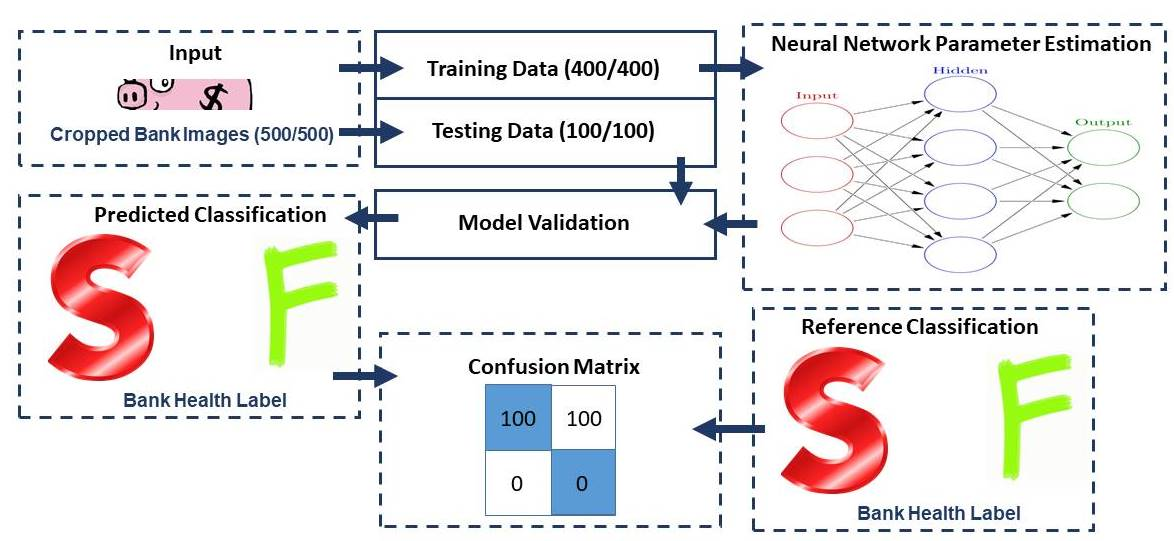 Input
$
Cropped Bank Images (500/500)
Training Data (400/400)
Testing Data (100/100)
Neural Network Parameter Estimation
Input
Hidden
Output
Model Validation
Predicted Classification
S F
Bank Health Label
Confusion Matrix
100 100
0 0
Reference Classification
S F
Bank Health Label